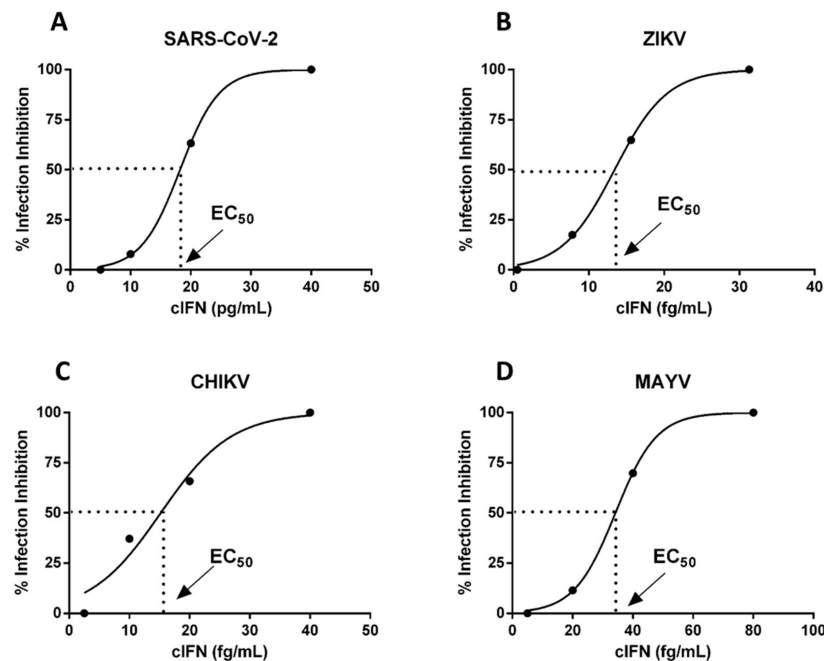 A
SARS-CoV-2
% Infection Inhibition
100
75
50
25
0
EC50
0 10 20 30 40 50
cIFN (pg/mL)
B
ZIKV
% Infection Inhibition
100
75
50
25
0
EC50
0 10 20 30 40
cIFN (fg/mL)
C
CHIKV
% Infection Inhibition
100
75
50
25
0
EC50
0 10 20 30 40 50
cIFN (fg/mL)
D
MAYV
% Infection Inhibition
100
75
50
25
0
EC50
0 20 40 60 80 100
cIFN (fg/mL)